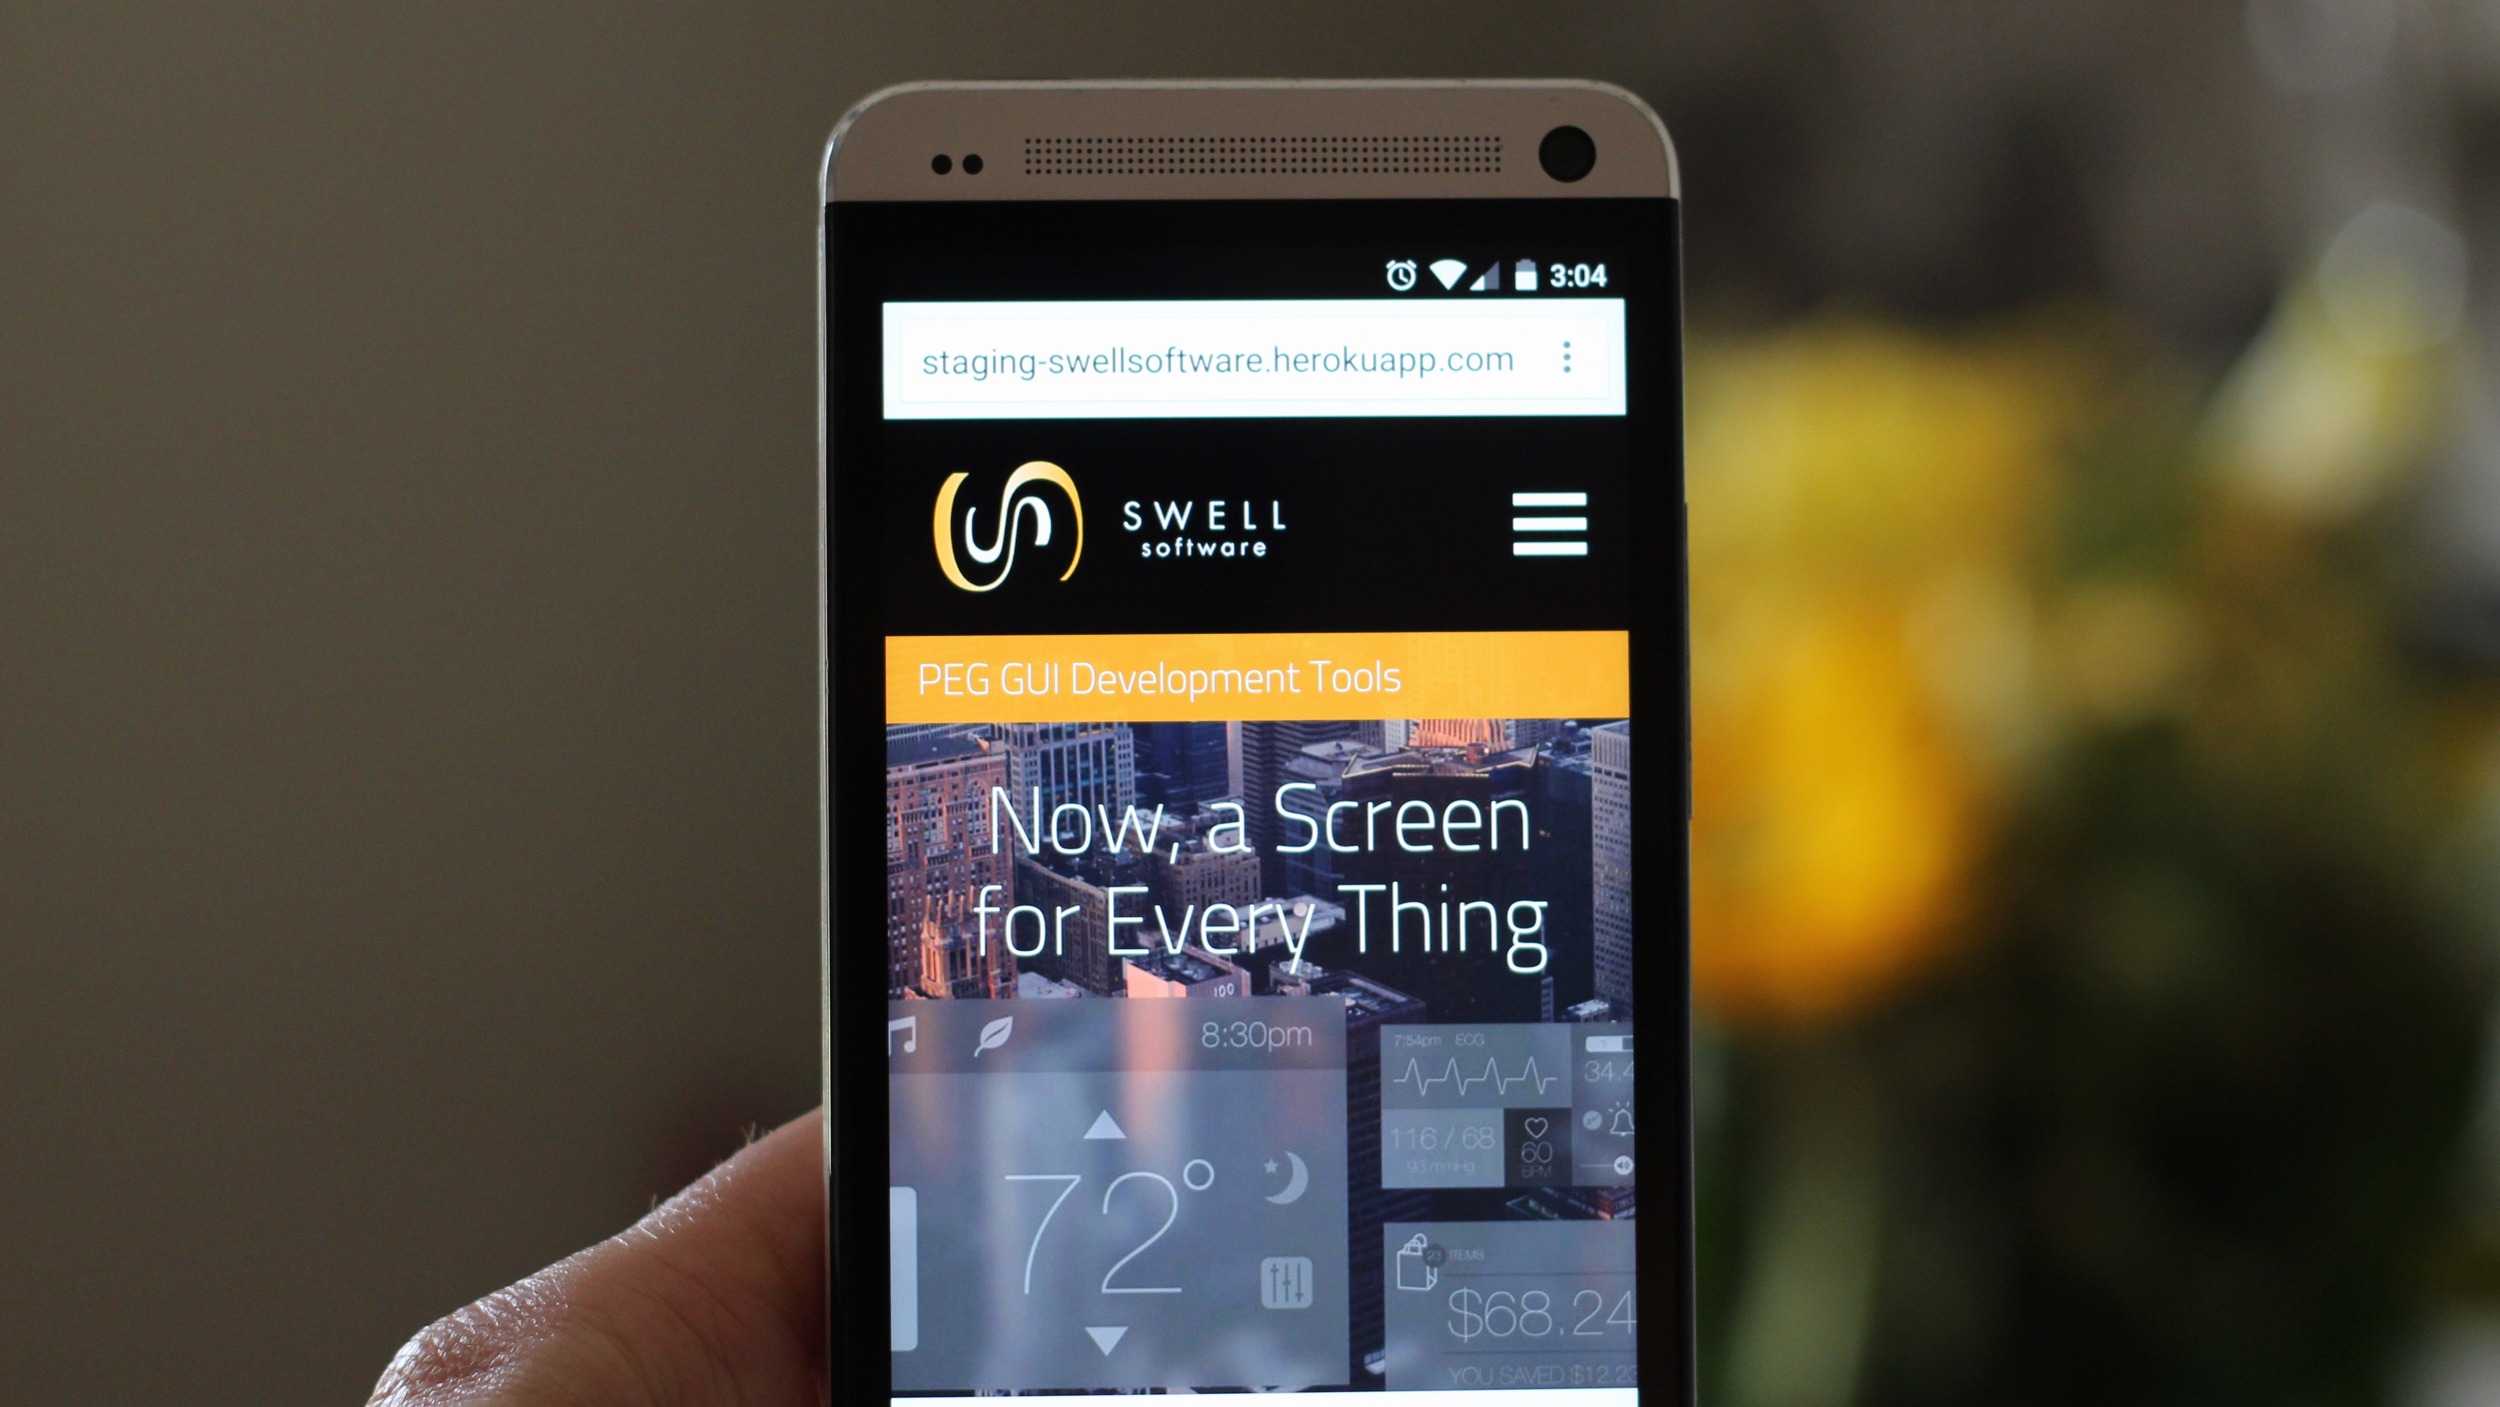 3:04
staging-swellsoftware.herokuapp.com
SWELL
software
PEG GUI Development Tools
Now, a Screen
for Every Thing
100
8:30pm
72°
7:54pm ECG
34.4
116 / 68
93 mmHg
60
BPM
23 ITEMS
$68.24
YOU SAVED $12.23